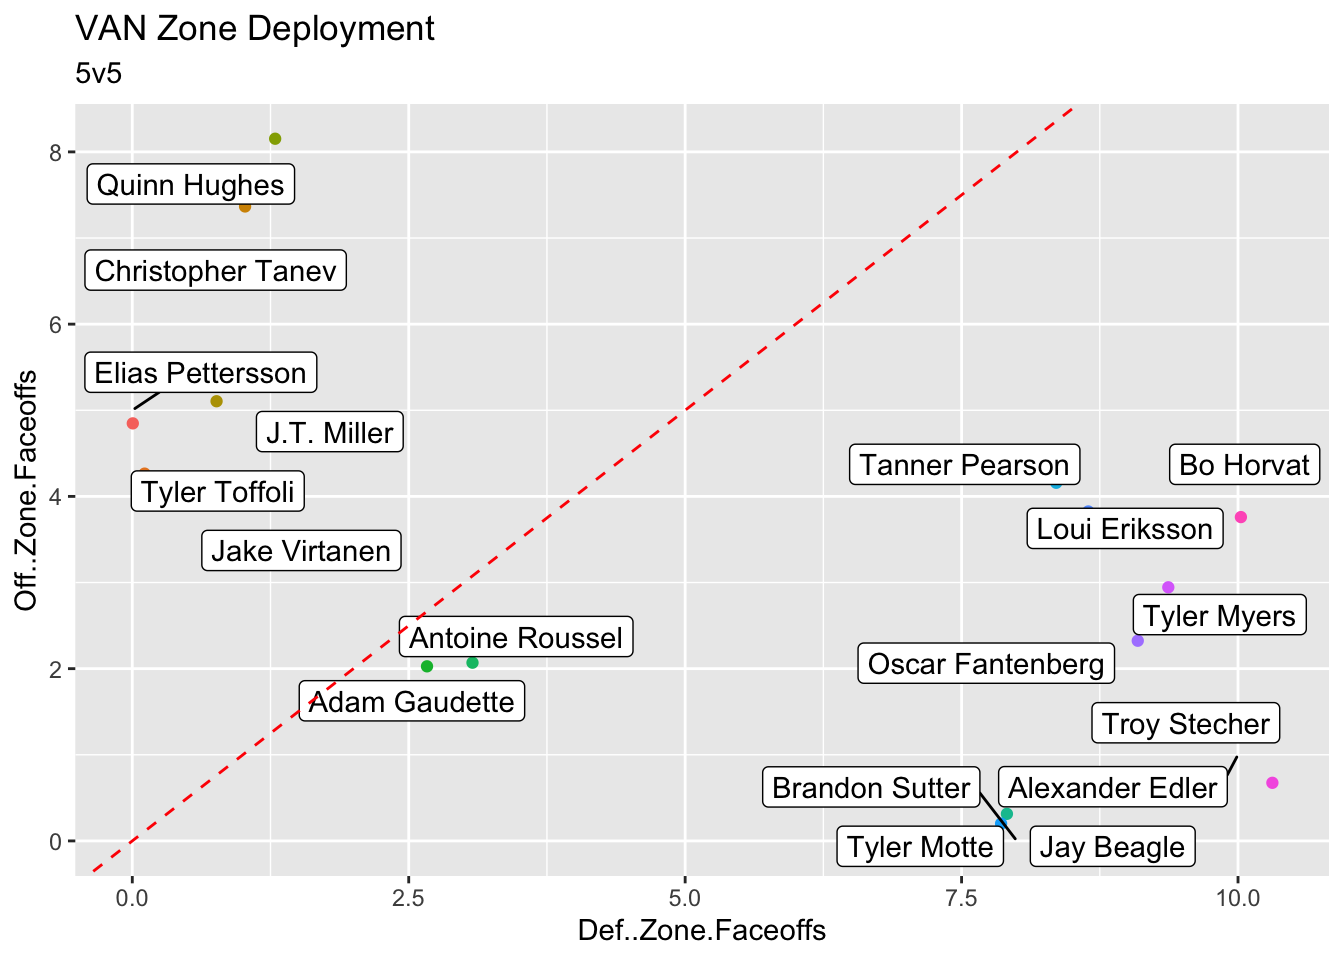 VAN Zone Deployment
5v5
Off..Zone.Faceoffs
8
6
4
2
0
Quinn Hughes
Christopher Tanev
Elias Pettersson
J.T. Miller
Tyler Toffoli
Jake Virtanen
Tanner Pearson
Bo Horvat
Loui Eriksson
Antoine Roussel
Tyler Myers
Oscar Fantenberg
Adam Gaudette
Troy Stecher
Brandon Sutter
Alexander Edler
Tyler Motte
Jay Beagle
0.0
2.5
5.0
7.5
10.0
Def..Zone.Faceoffs